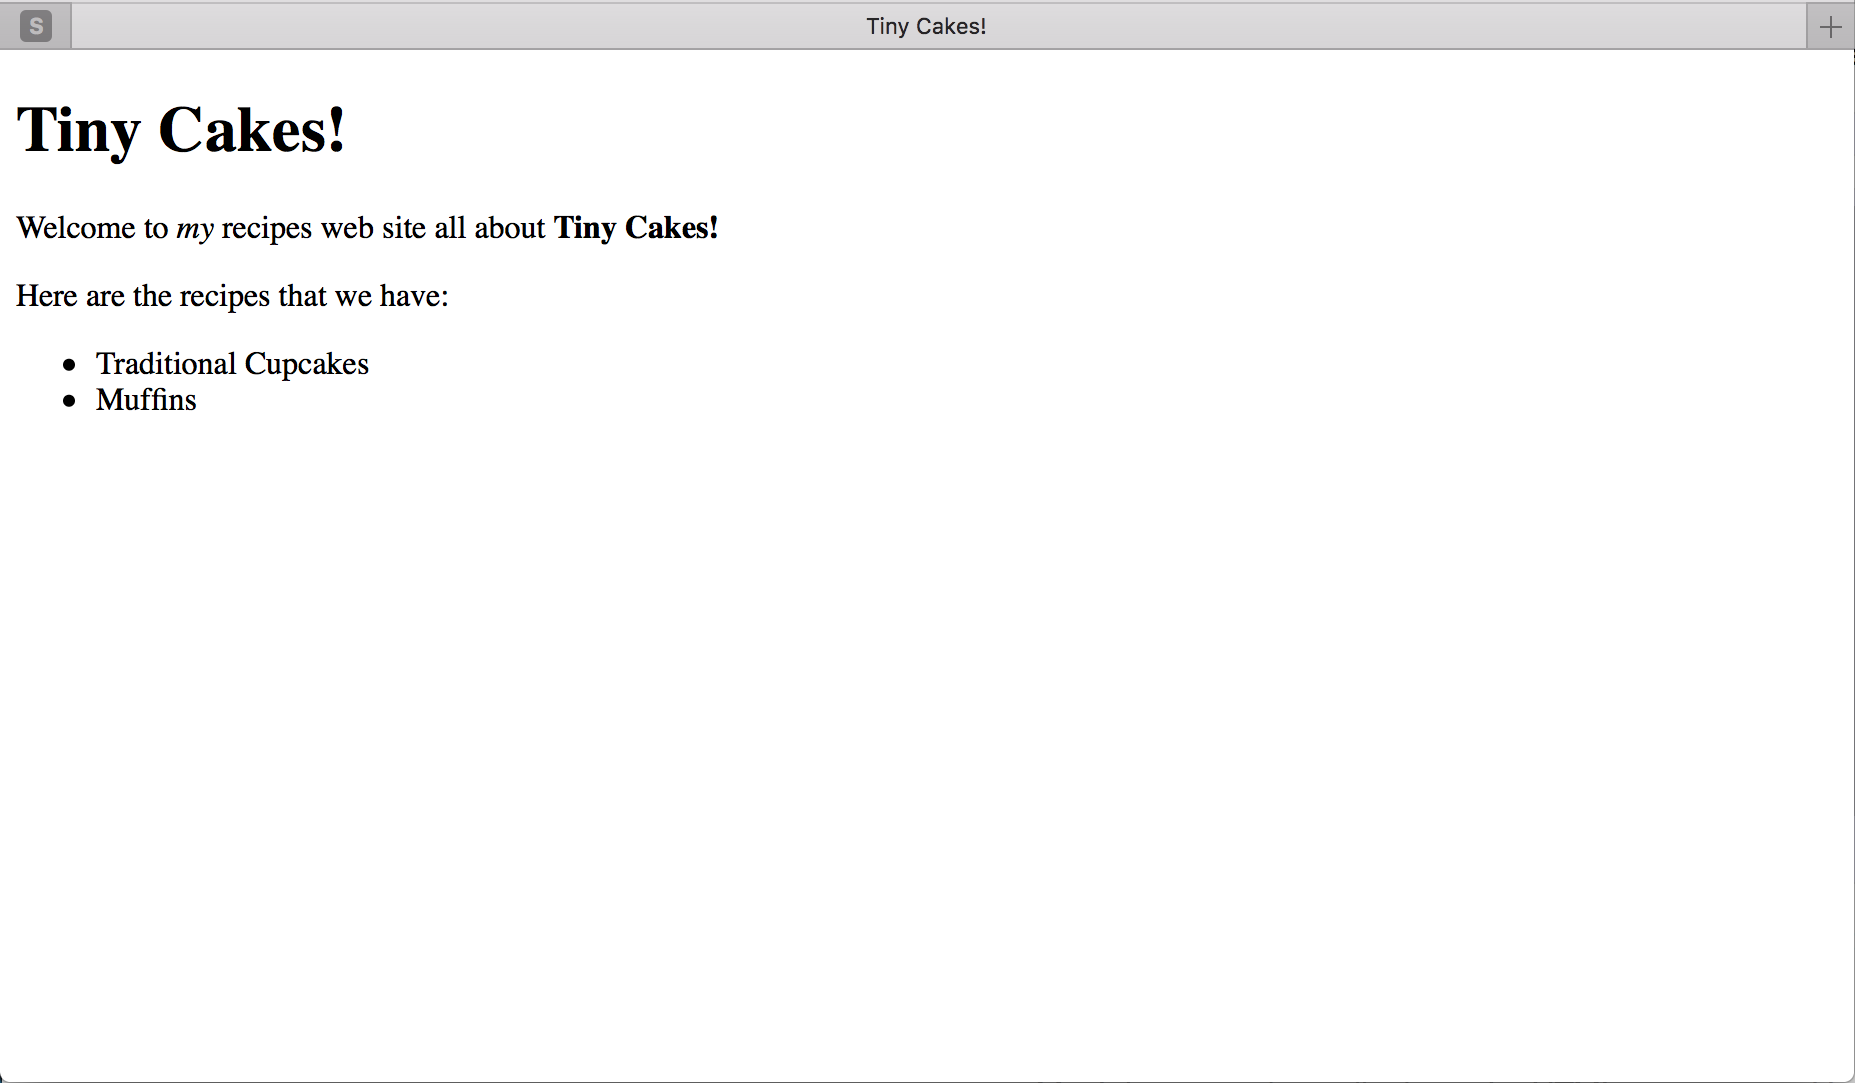 S
Tiny Cakes!
Tiny Cakes!
Welcome to my recipes web site all about Tiny Cakes!
Here are the recipes that we have:
Traditional Cupcakes
Muffins